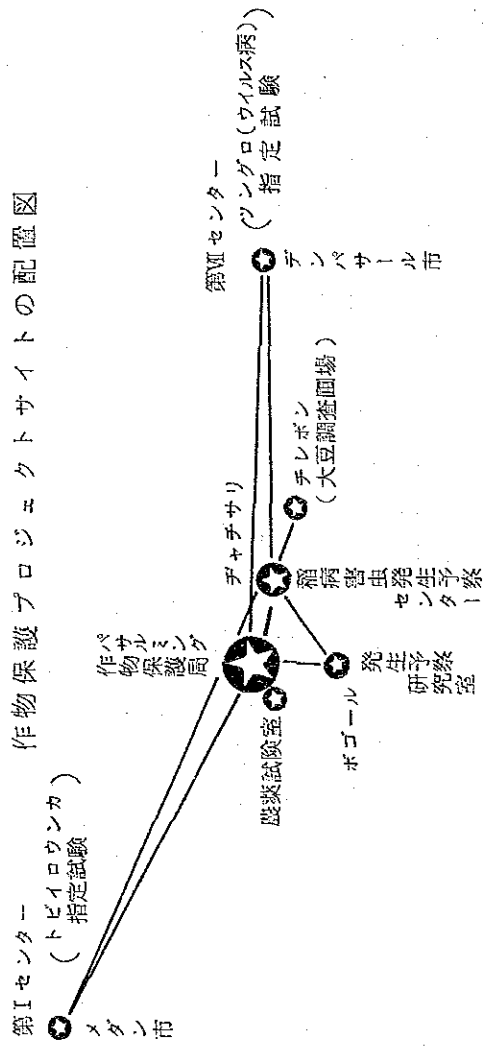 作物保護プロジェクトサイトの配置図
第Ⅰセンター
(トビイロウンカ)
指定試験
メダン市
パサルミング
作物保護局
農薬試験室
ヂャチサリ
稲病害虫発生予察
センター
ボゴール
発生予察
研究室
チレボン
(大豆調査圃場)
第Ⅶセンター
(ツングロ(ウイルス病))
指定試験
デンパサール市